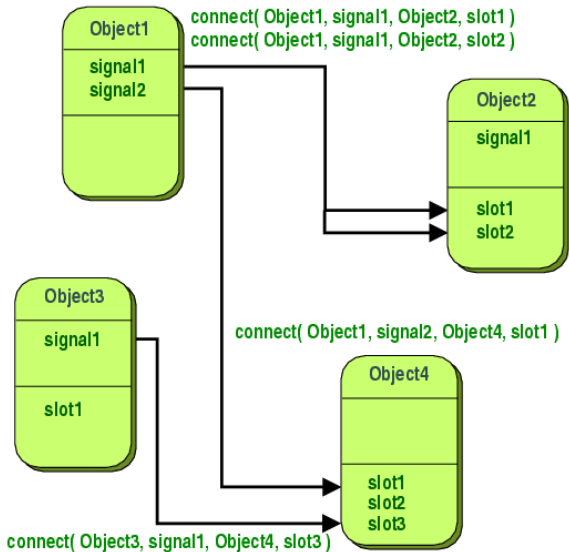 connect( Object1, signal1, Object2, slot1 )
connect( Object1, signal1, Object2, slot2 )
Object1
signal1
signal2
Object2
signal1
slot1
slot2
Object3
signal1
slot1
connect( Object1, signal2, Object4, slot1 )
Object4
slot1
slot2
slot3
connect( Object3, signal1, Object4, slot3 )